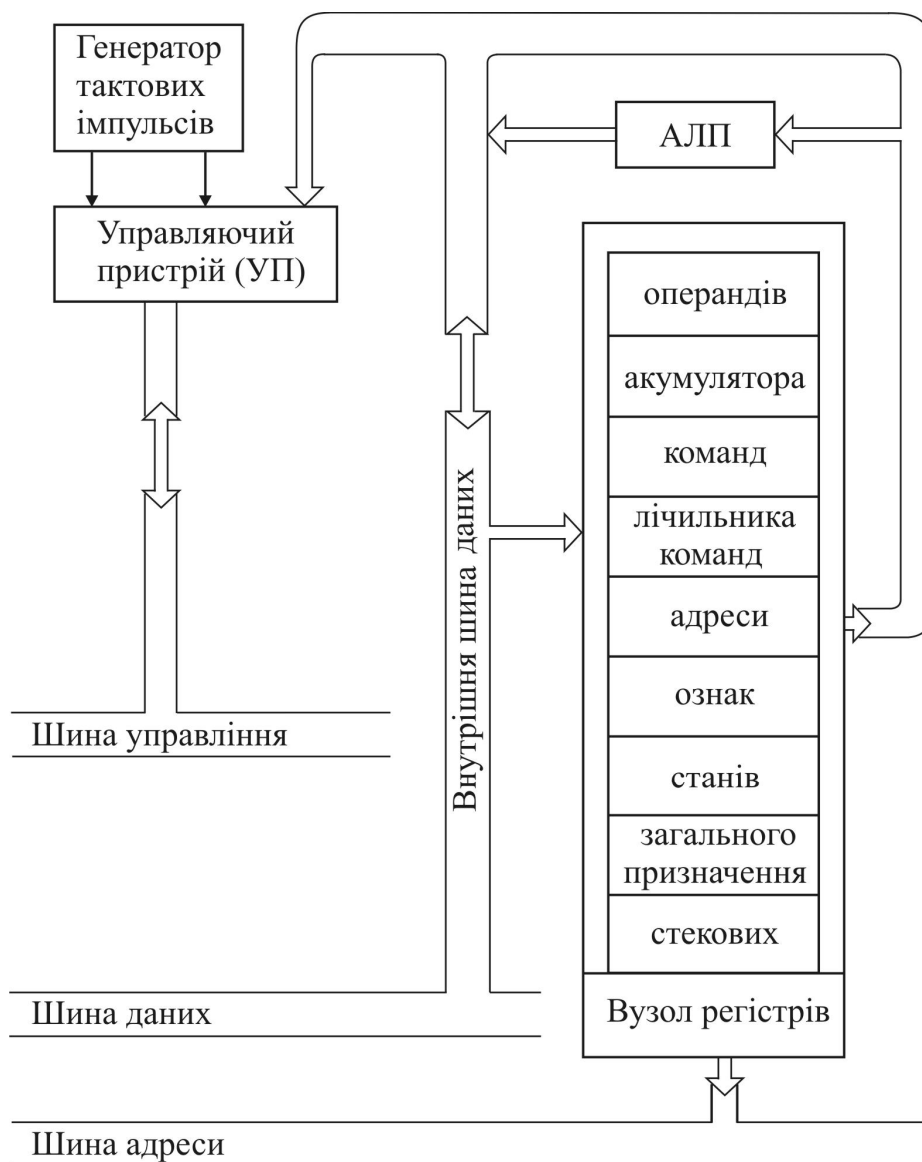 Генератор
тактових
імпульсів
АЛП
Управляючий
пристрій (УП)
операндів
акумулятора
команд
лічильника
команд
адреси
ознак
станів
загального
призначення
стекових
Вузол регістрів
Внутрішня шина даних
Шина управління
Шина даних
Шина адреси